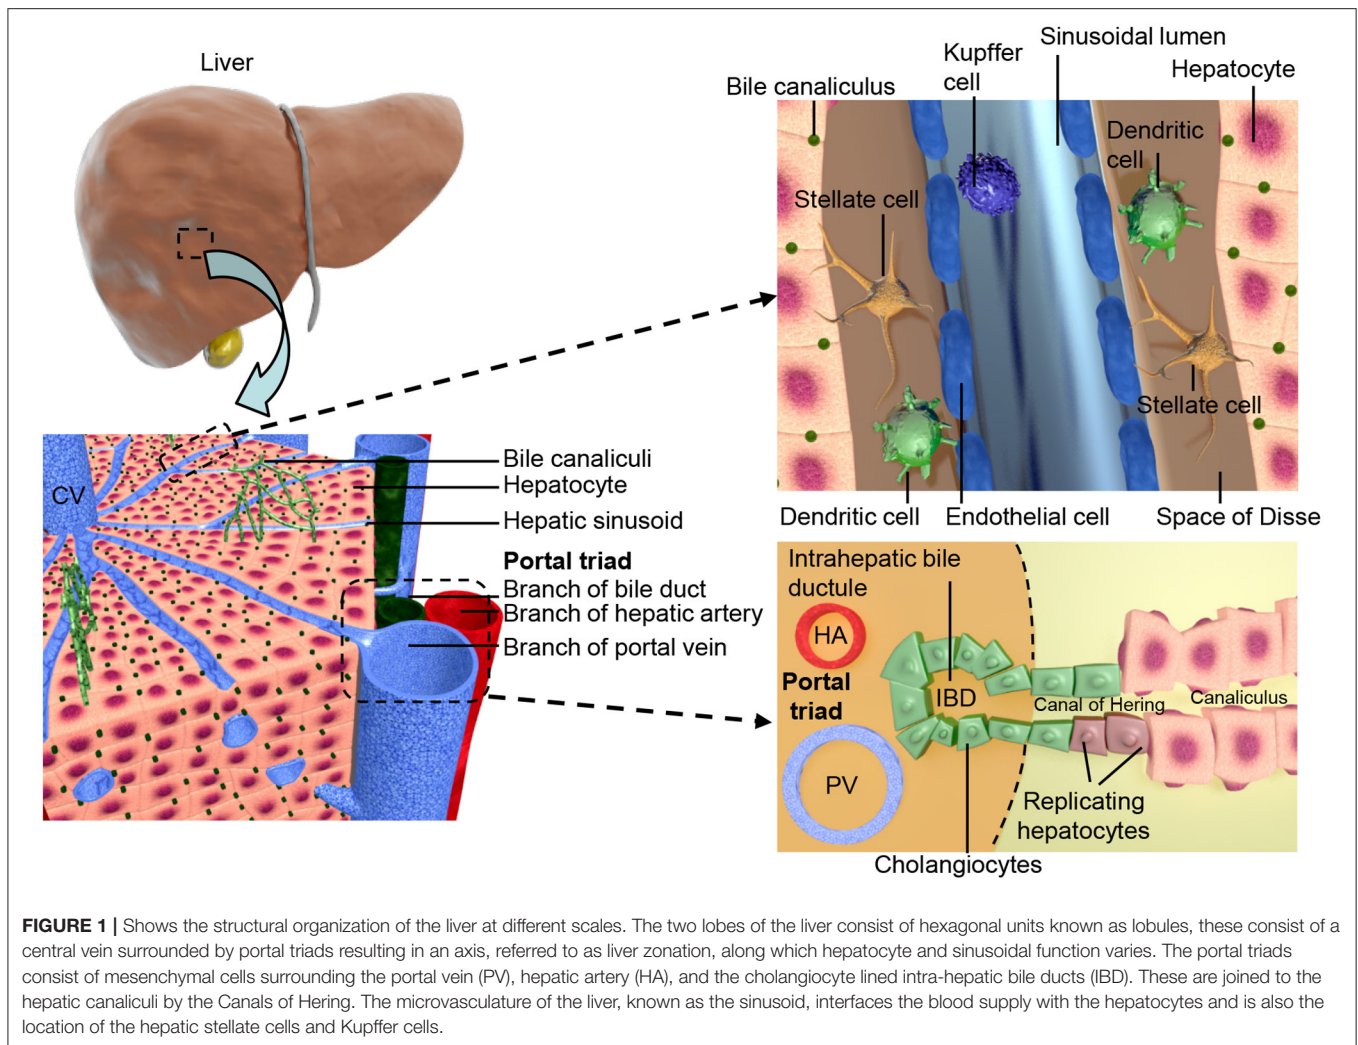 Liver
Bile canaliculus
Kupffer
cell
Sinusoidal lumen
Hepatocyte
Dendritic
cell
Stellate cell
Stellate cell
Dendritic cell
Endothelial cell
Space of Disse
CV
Bile canaliculi
Hepatocyte
Hepatic sinusoid
Portal triad
Branch of bile duct
Branch of hepatic artery
Branch of portal vein
Intrahepatic bile
ductule
HA
Portal
triad
IBD
Canal of Hering
Canaliculus
PV
Replicating
hepatocytes
Cholangiocytes
FIGURE 1 | Shows the structural organization of the liver at different scales. The two lobes of the liver consist of hexagonal units known as lobules, these consist of a
central vein surrounded by portal triads resulting in an axis, referred to as liver zonation, along which hepatocyte and sinusoidal function varies. The portal triads
consist of mesenchymal cells surrounding the portal vein (PV), hepatic artery (HA), and the cholangiocyte lined intra-hepatic bile ducts (IBD). These are joined to the
hepatic canaliculi by the Canals of Hering. The microvasculature of the liver, known as the sinusoid, interfaces the blood supply with the hepatocytes and is also the
location of the hepatic stellate cells and Kupffer cells.